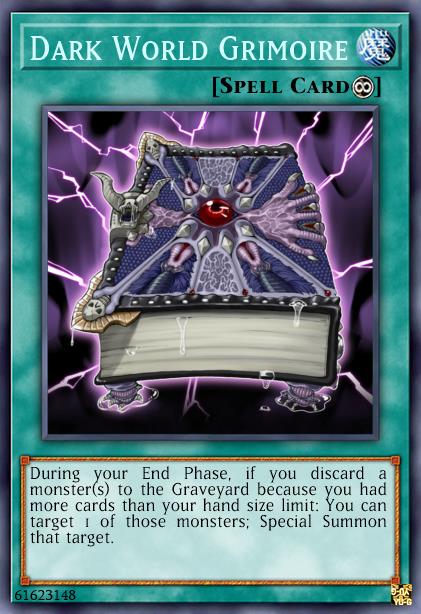 Dark World Grimoire 魔
[Spell Card∞]
During your End Phase, if you discard a
monster(s) to the Graveyard because you had
more cards than your hand size limit: You can
target 1 of those monsters; Special Summon
that target.
61623148